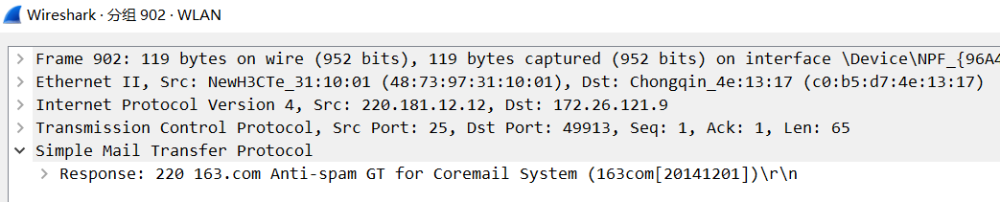 Wireshark · 分组 902 · WLAN
Frame 902: 119 bytes on wire (952 bits), 119 bytes captured (952 bits) on interface \Device\NPF_{96A4
Ethernet II, Src: NewH3CTe_31:10:01 (48:73:97:31:10:01), Dst: Chongqin_4e:13:17 (c0:b5:d7:4e:13:17)
Internet Protocol Version 4, Src: 220.181.12.12, Dst: 172.26.121.9
Transmission Control Protocol, Src Port: 25, Dst Port: 49913, Seq: 1, Ack: 1, Len: 65
Simple Mail Transfer Protocol
Response: 220 163.com Anti-spam GT for Coremail System (163com[20141201])\r\n